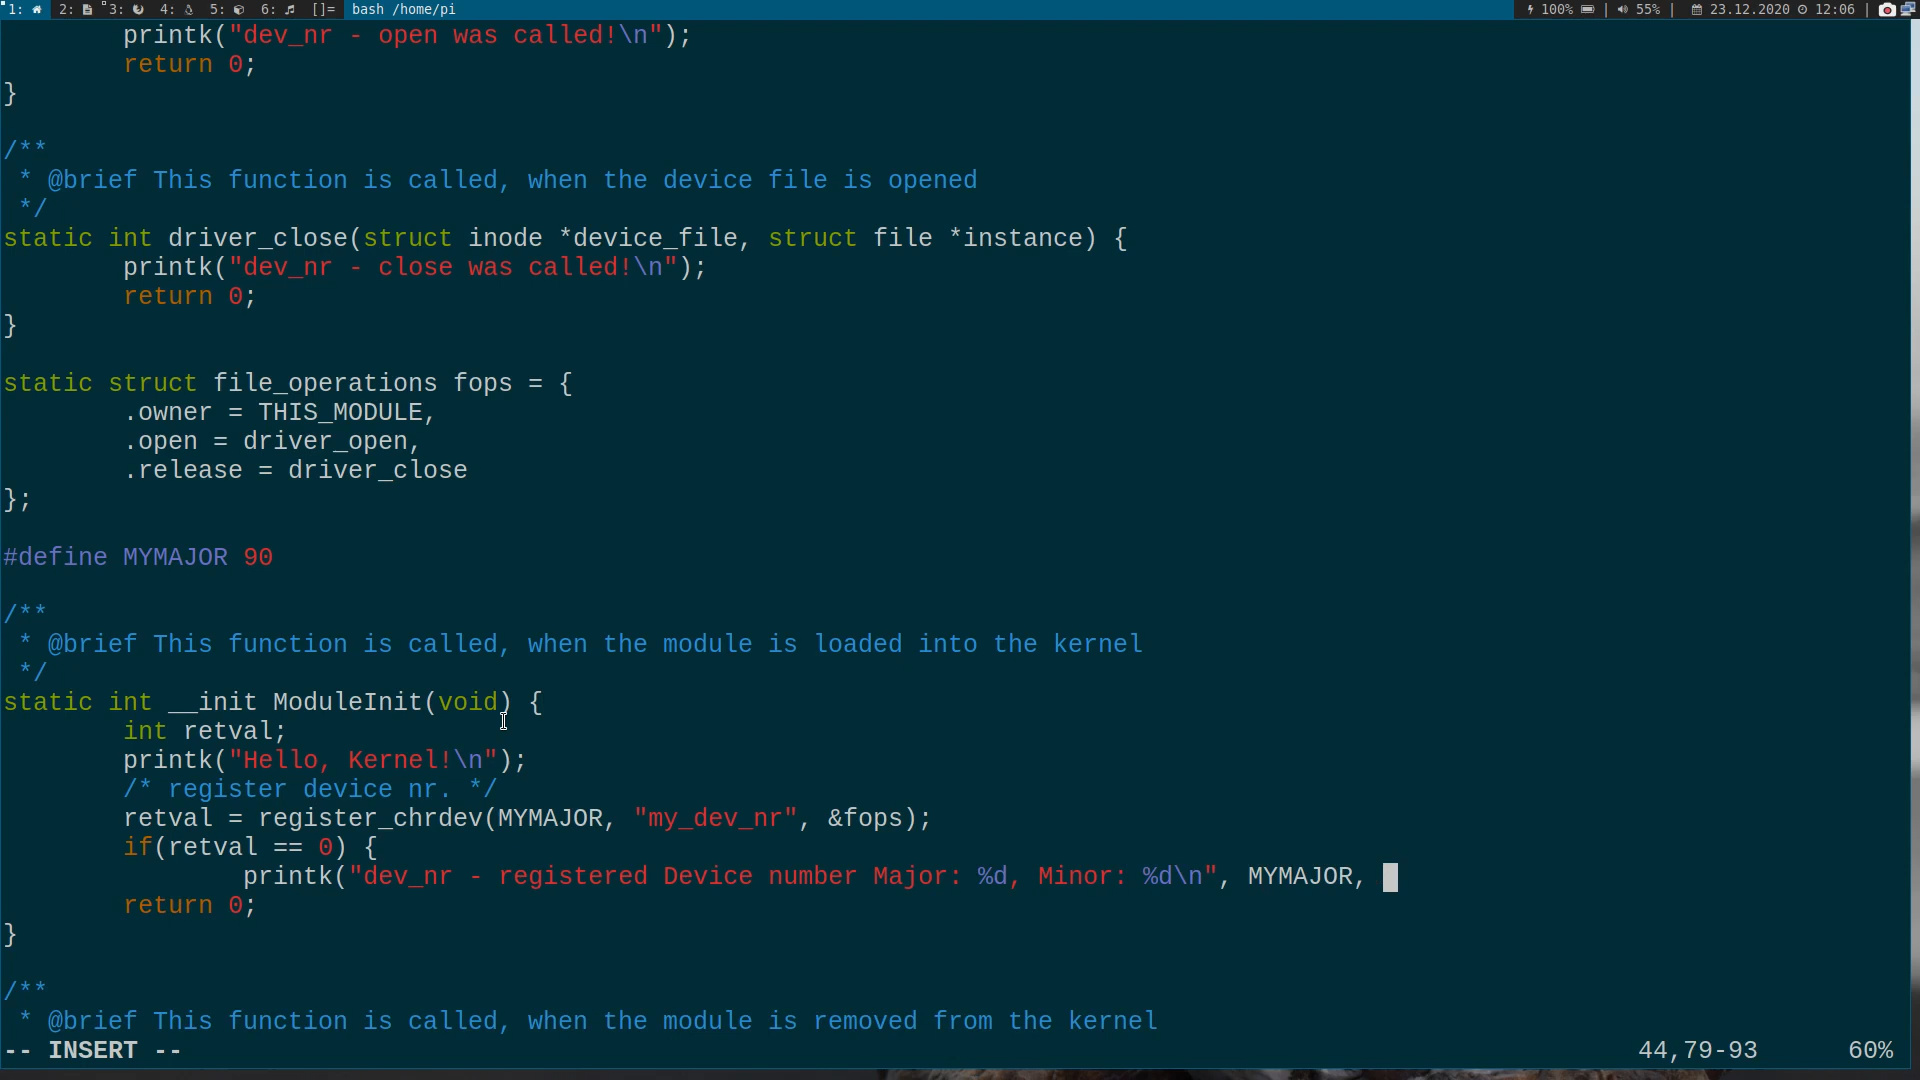 1: 2: 3: 4: 5: 6: []= bash /home/pi 100% | 55% | 23.12.2020 12:06 |
printk("dev_nr - open was called!\n");
return 0;
}
/**
* @brief This function is called, when the device file is opened
*/
static int driver_close(struct inode *device_file, struct file *instance) {
printk("dev_nr - close was called!\n");
return 0;
}
static struct file_operations fops = {
.owner = THIS_MODULE,
.open = driver_open,
.release = driver_close
};
#define MYMAJOR 90
/**
* @brief This function is called, when the module is loaded into the kernel
*/
static int __init ModuleInit(void) {
int retval;
printk("Hello, Kernel!\n");
/* register device nr. */
retval = register_chrdev(MYMAJOR, "my_dev_nr", &fops);
if(retval == 0) {
printk("dev_nr - registered Device number Major: %d, Minor: %d\n", MYMAJOR,
return 0;
}
/**
* @brief This function is called, when the module is removed from the kernel
-- INSERT -- 44,79-93 60%